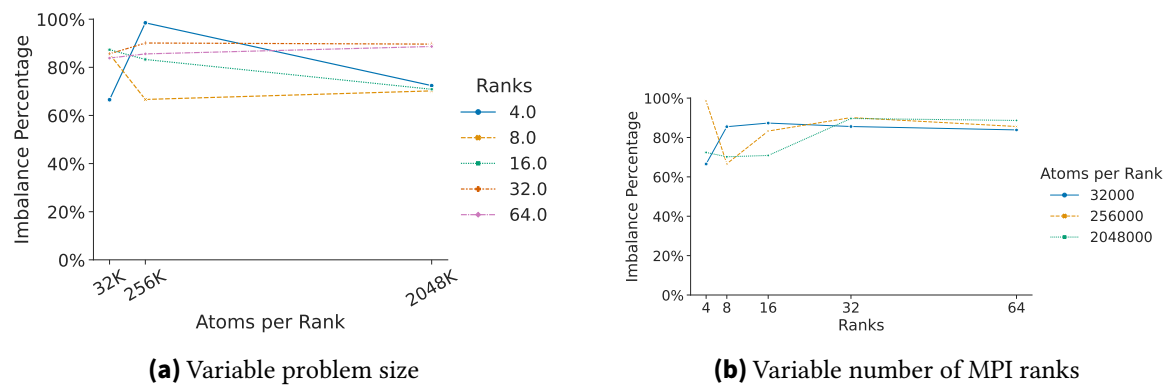 100%
80%
60%
40%
20%
0%
Imbalance Percentage
32K
256K
2048K
Atoms per Rank
Ranks
4.0
8.0
16.0
32.0
64.0
(a) Variable problem size
100%
80%
60%
40%
20%
0%
Imbalance Percentage
4 8 16 32 64
Ranks
Atoms per Rank
32000
256000
2048000
(b) Variable number of MPI ranks